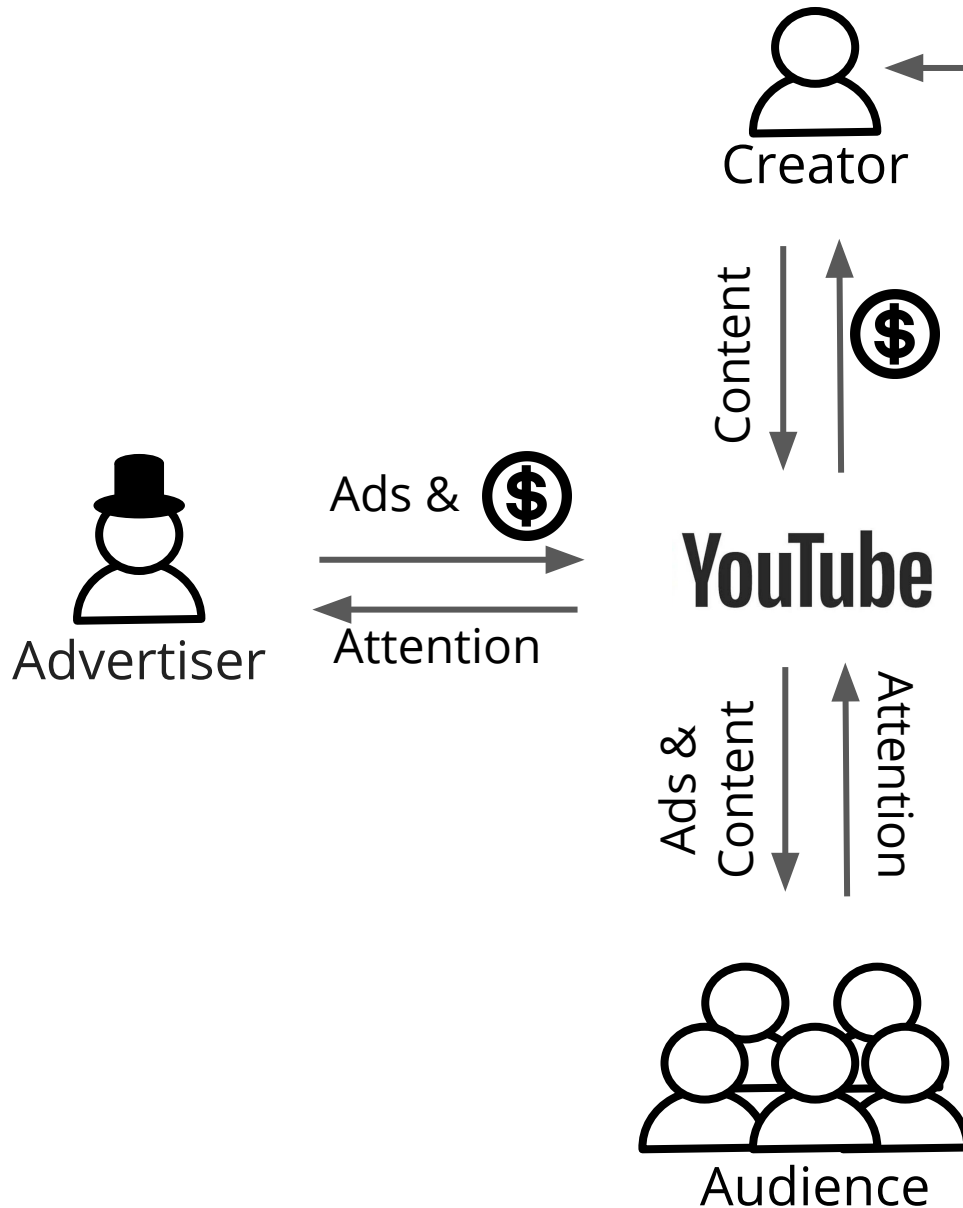 Creator
Content
$
Ads & $
YouTube
Attention
Advertiser
Ads &
Content
Attention
Audience